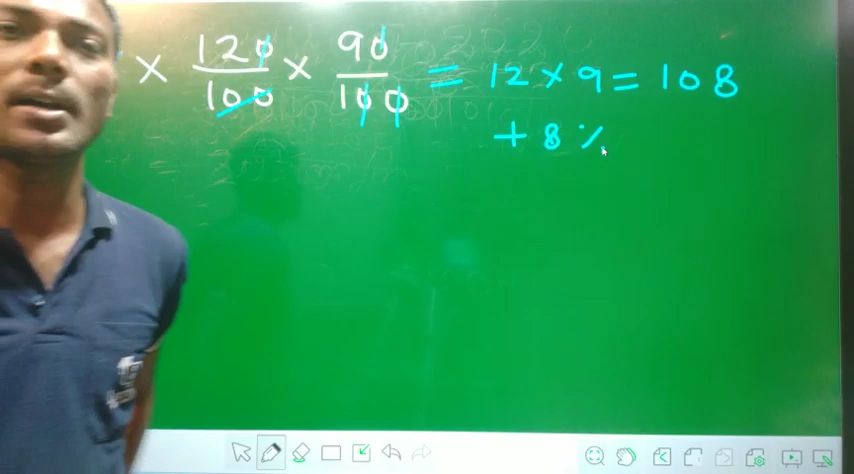 × 120/100 × 90/100 = 12 × 9 = 108
+ 8 %